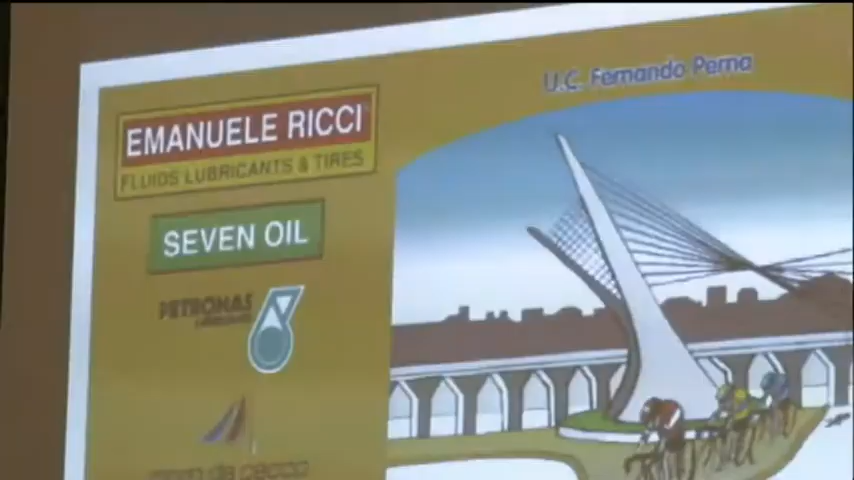 U.C. Fernando Perna
EMANUELE RICCI
FLUIDS LUBRICANTS & TIRES
SEVEN OIL
PETRONAS